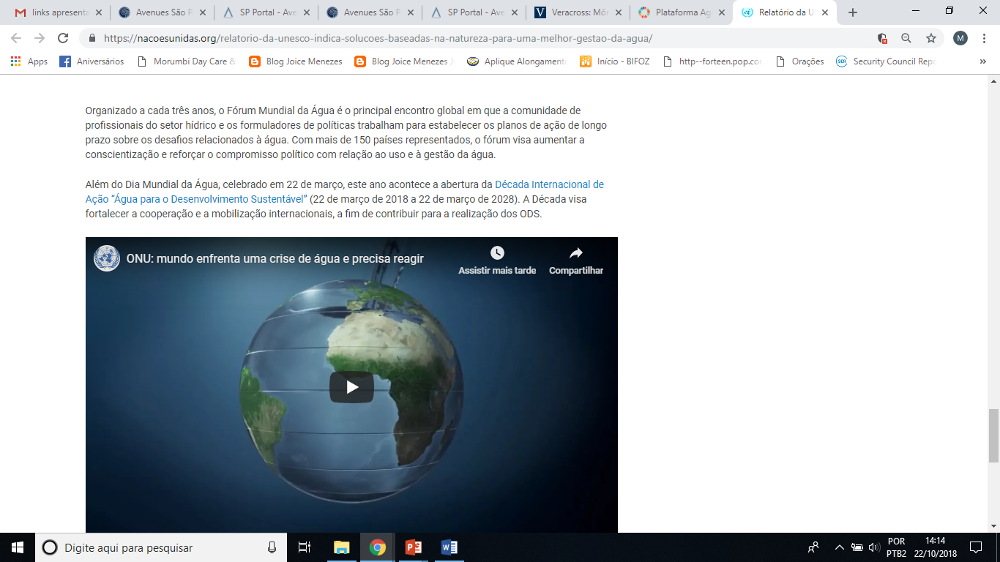 links apresenta
Avenues São P
SP Portal - Ave
Avenues São P
SP Portal - Ave
Veracross: Môr
Plataforma Age
Relatório da U
https://nacoesunidas.org/relatorio-da-unesco-indica-solucoes-baseadas-na-natureza-para-uma-melhor-gestao-da-agua/
M
Apps
Aniversários
Morumbi Day Care &
Blog Joice Menezes
Blog Joice Menezes
Aplique Alongament
Início - BIFOZ
http--forteen.pop.co
Orações
Security Council Rep
»
Organizado a cada três anos, o Fórum Mundial da Água é o principal encontro global em que a comunidade de
profissionais do setor hídrico e os formuladores de políticas trabalham para estabelecer os planos de ação de longo
prazo sobre os desafios relacionados à água. Com mais de 150 países representados, o fórum visa aumentar a
conscientização e reforçar o compromisso político com relação ao uso e à gestão da água.
Além do Dia Mundial da Água, celebrado em 22 de março, este ano acontece a abertura da Década Internacional de
Ação “Água para o Desenvolvimento Sustentável” (22 de março de 2018 a 22 de março de 2028). A Década visa
fortalecer a cooperação e a mobilização internacionais, a fim de contribuir para a realização dos ODS.
ONU: mundo enfrenta uma crise de água e precisa reagir
Assistir mais tarde
Compartilhar
Digite aqui para pesquisar
POR
PTB2
14:14
22/10/2018